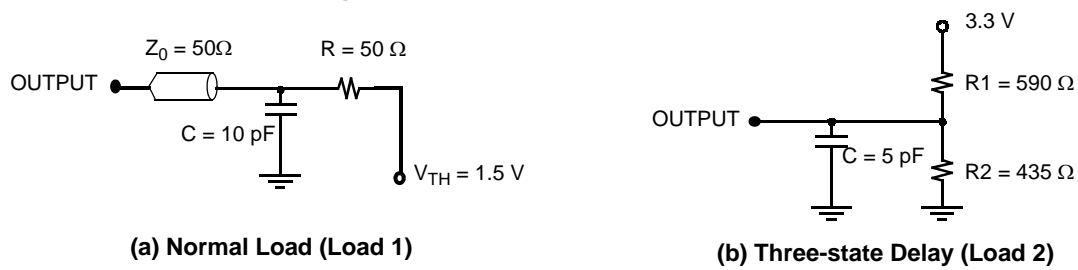 Z0 = 50Ω
R = 50 Ω
OUTPUT
C = 10 pF
VTH = 1.5 V
(a) Normal Load (Load 1)
3.3 V
R1 = 590 Ω
OUTPUT
C = 5 pF
R2 = 435 Ω
(b) Three-state Delay (Load 2)